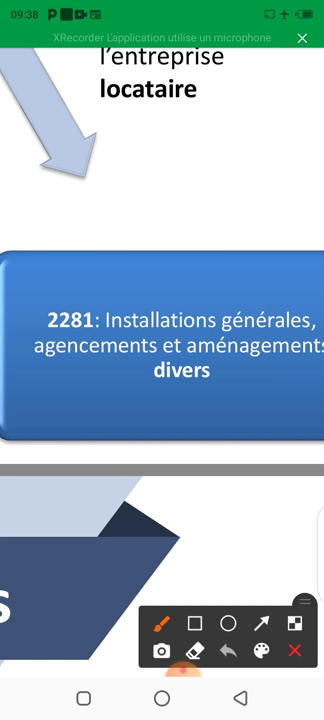 09:38
XRecorder L'application utilise un microphone
l'entreprise
locataire
2281: Installations générales,
agencements et aménagements
divers
S